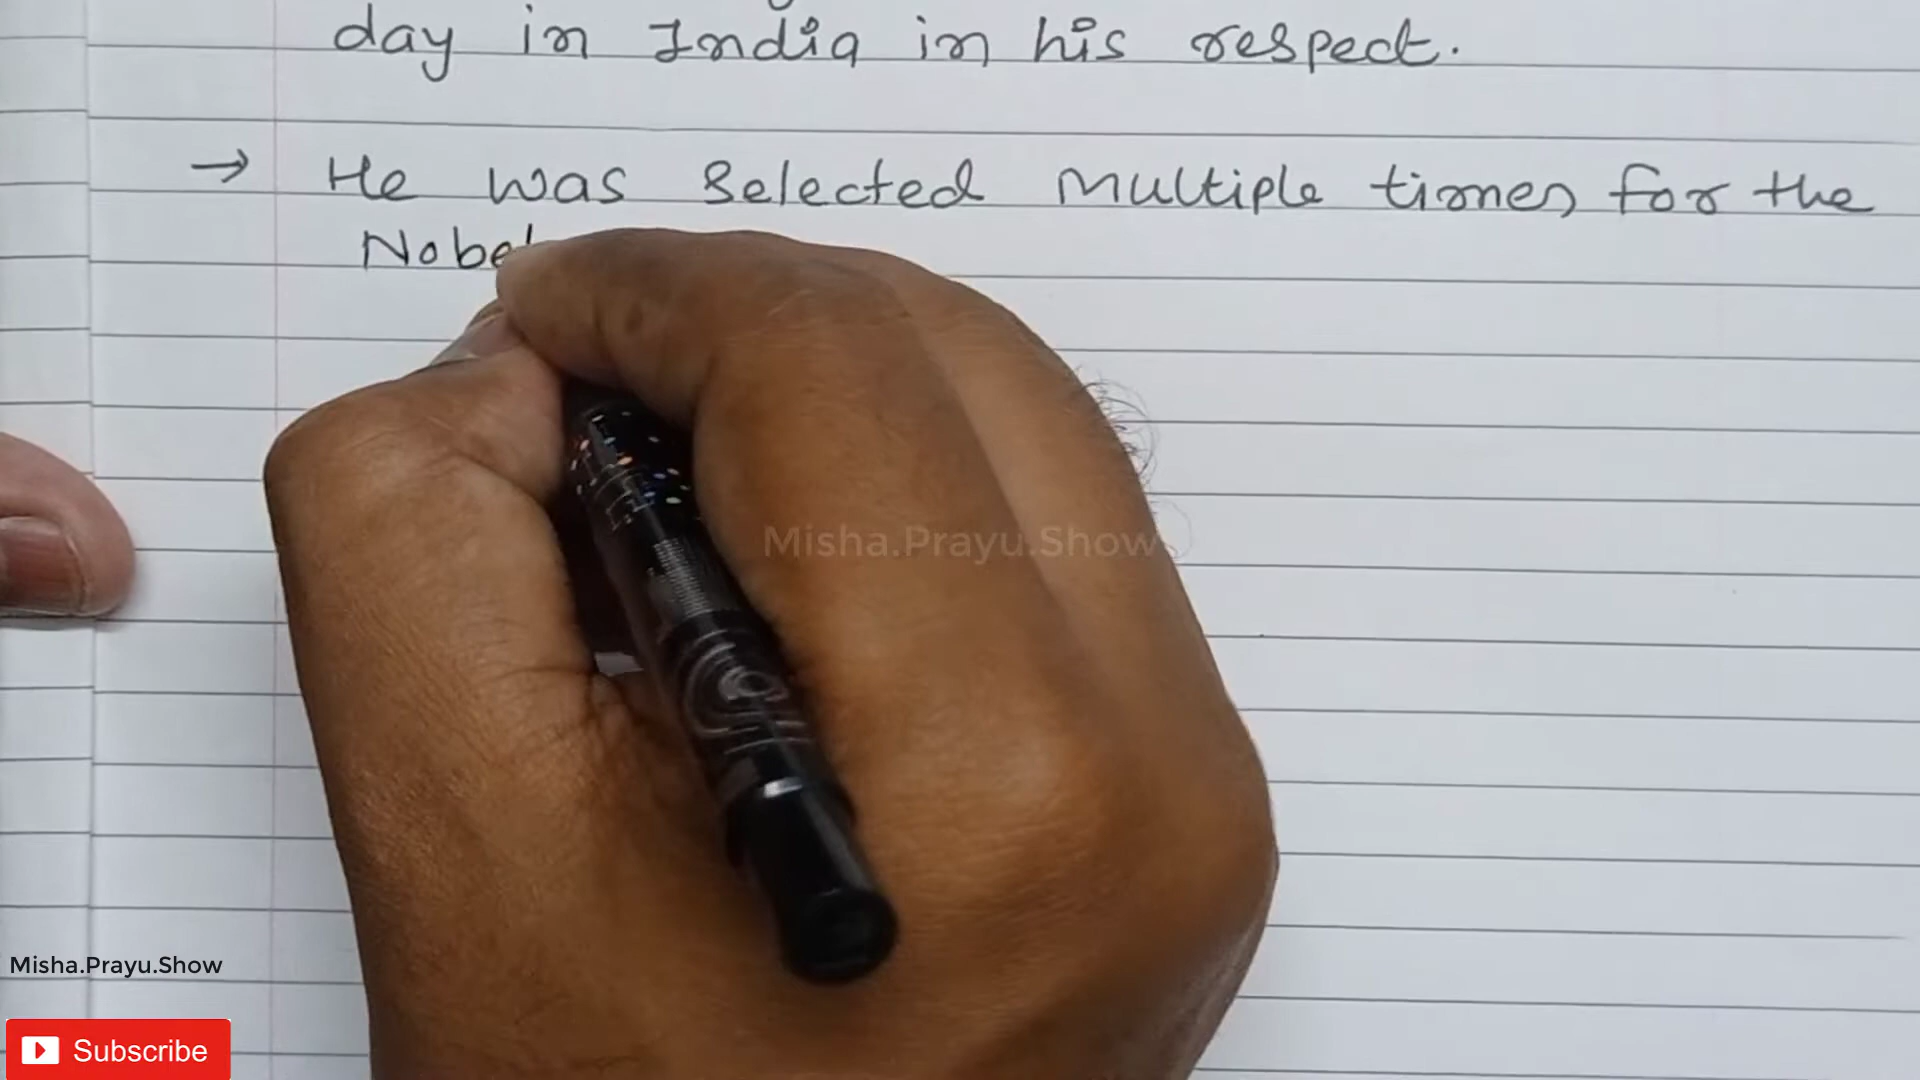 day in India in his respect.
→ He was selected multiple times for the
Nobel
Misha.Prayu.Show
Misha.Prayu.Show
Subscribe